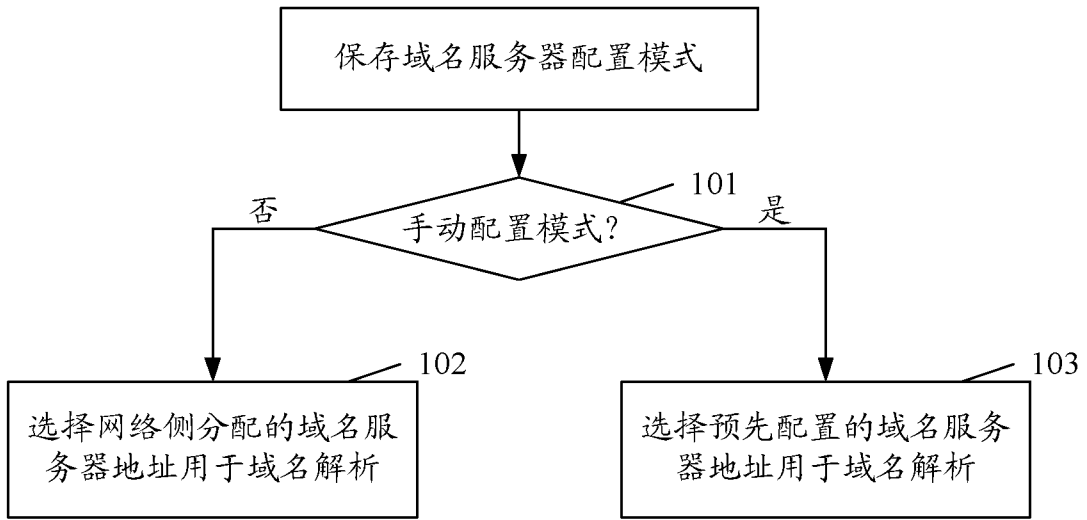 保存域名服务器配置模式
101
否
手动配置模式？
是
102
103
选择网络侧分配的域名服
务器地址用于域名解析
选择预先配置的域名服务
器地址用于域名解析